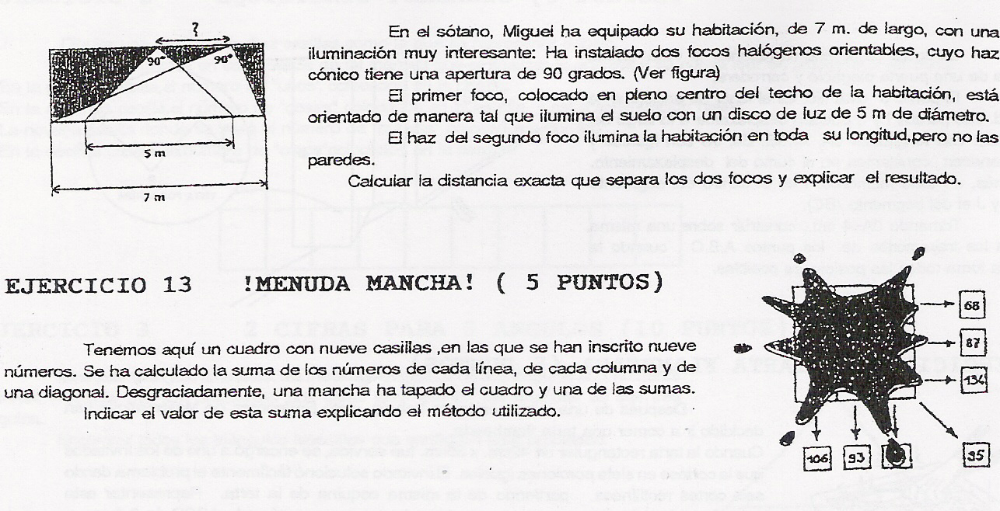 ?
90°
90°
5 m
7 m
En el sótano, Miguel ha equipado su habitación, de 7 m. de largo, con una
iluminación muy interesante: Ha instalado dos focos halógenos orientables, cuyo haz
cónico tiene una apertura de 90 grados. (Ver figura)
El primer foco, colocado en pleno centro del techo de la habitación, está
orientado de manera tal que ilumina el suelo con un disco de luz de 5 m de diámetro.
El haz del segundo foco ilumina la habitación en toda su longitud,pero no las
paredes.
Calcular la distancia exacta que separa los dos focos y explicar el resultado.
EJERCICIO 13 !MENUDA MANCHA! ( 5 PUNTOS)
Tenemos aquí un cuadro con nueve casillas ,en las que se han inscrito nueve
números. Se ha calculado la suma de los números de cada línea, de cada columna y de
una diagonal. Desgraciadamente, una mancha ha tapado el cuadro y una de las sumas.
Indicar el valor de esta suma explicando el método utilizado.
68
87
134
106 93 95